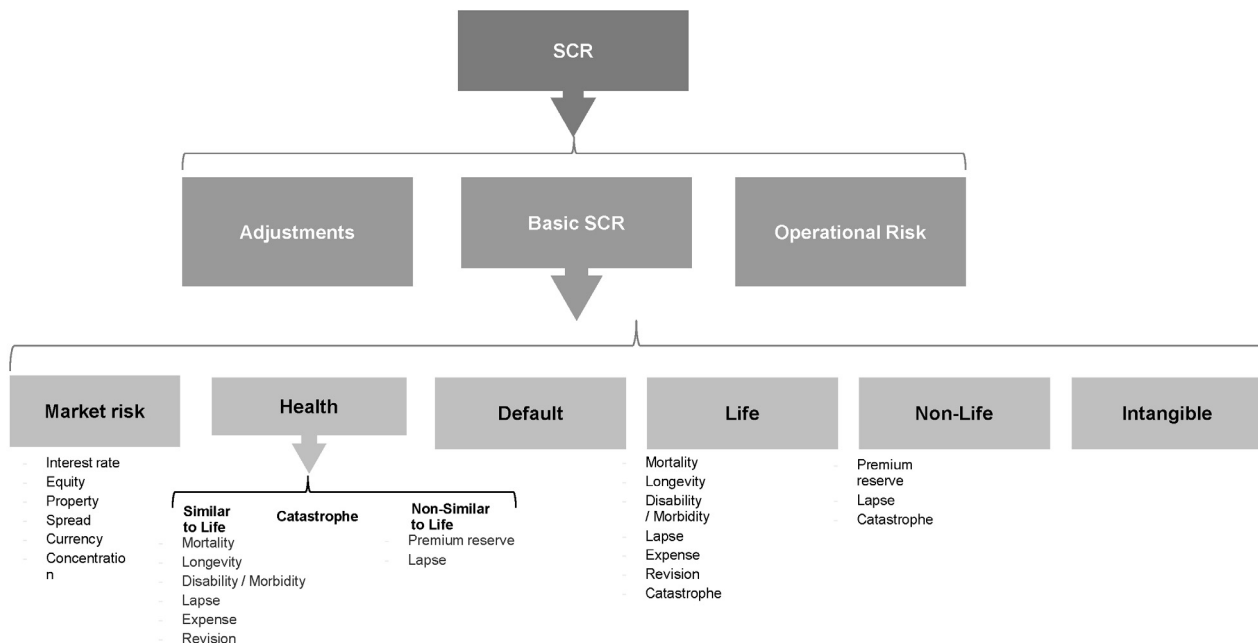 SCR
Adjustments
Basic SCR
Operational Risk
Market risk
Health
Default
Life
Non-Life
Intangible
- Interest rate
- Equity
- Property
- Spread
- Currency
- Concentratio
n
Similar
to Life
- Mortality
- Longevity
- Disability / Morbidity
- Lapse
- Expense
- Revision
Catastrophe
Non-Similar
to Life
- Premium reserve
- Lapse
- Mortality
- Longevity
- Disability
/ Morbidity
- Lapse
- Expense
- Revision
- Catastrophe
- Premium
reserve
- Lapse
- Catastrophe